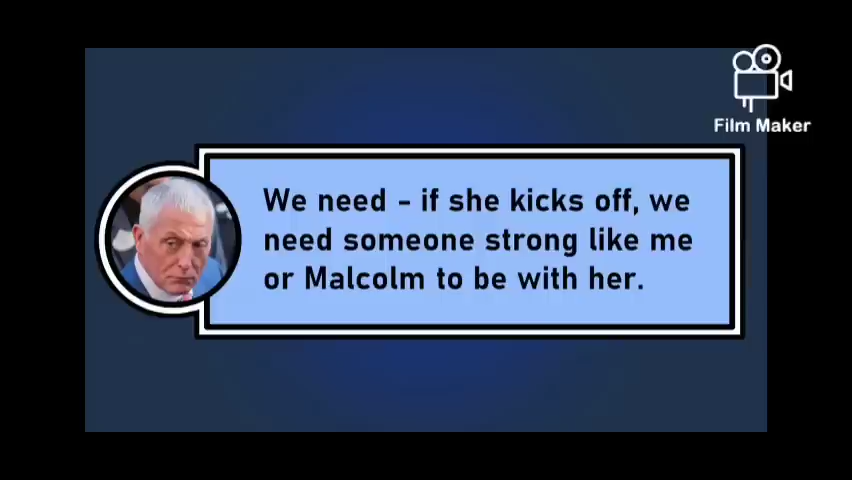 Film Maker
We need - if she kicks off, we
need someone strong like me
or Malcolm to be with her.